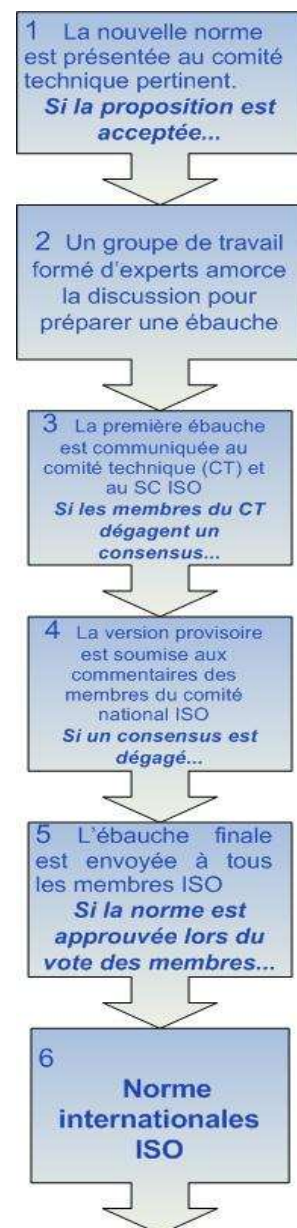 1 La nouvelle norme
est présentée au comité
technique pertinent.
Si la proposition est
acceptée...
2 Un groupe de travail
formé d'experts amorce
la discussion pour
préparer une ébauche
3 La première ébauche
est communiquée au
comité technique (CT) et
au SC ISO
Si les membres du CT
dégagent un
consensus...
4 La version provisoire
est soumise aux
commentaires des
membres du comité
national ISO
Si un consensus est
dégagé...
5 L'ébauche finale
est envoyée à tous
les membres ISO
Si la norme est
approuvée lors du
vote des membres...
6
Norme
internationales
ISO